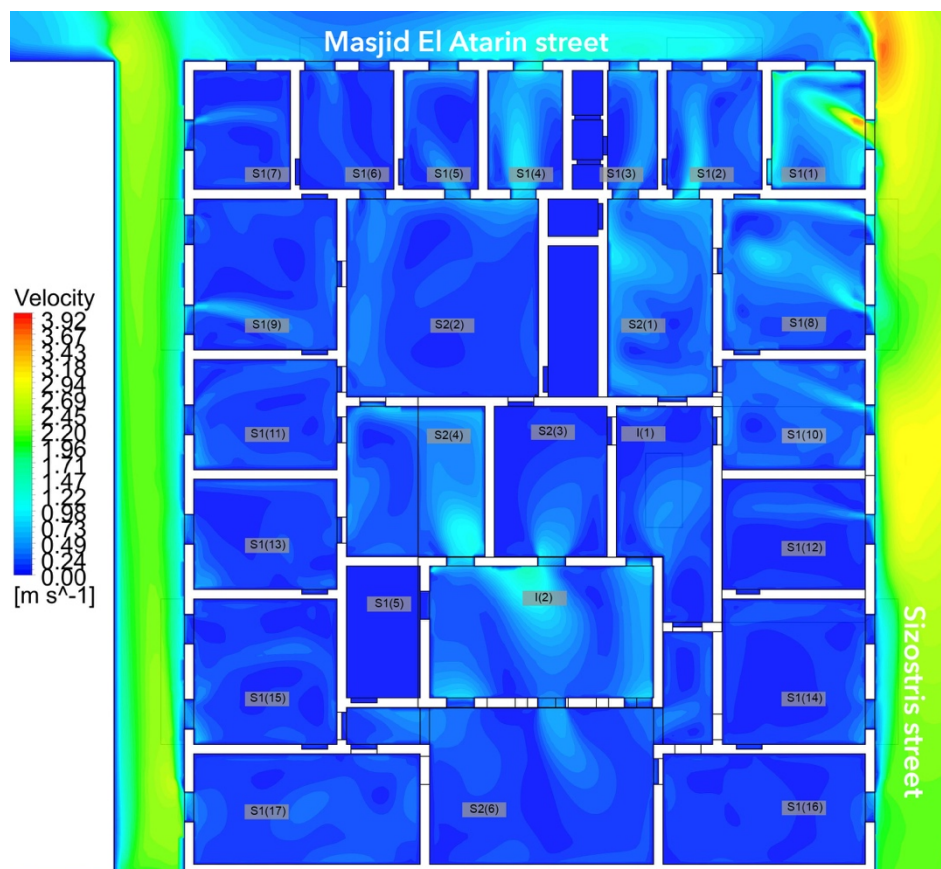 Masjid El Atarin street
S1(7)
S1(6)
S1(5)
S1(4)
S1(3)
S1(2)
S1(1)
S1(9)
S2(2)
S2(1)
S1(8)
Velocity
3.92
3.67
3.43
3.18
2.94
2.69
2.45
2.20
1.96
1.71
1.47
1.22
0.98
0.73
0.49
0.24
0.00
[m s^-1]
S1(11)
S2(4)
S2(3)
I(1)
S1(10)
S1(13)
S1(12)
S1(5)
I(2)
S1(15)
S1(14)
Sizostris street
S1(17)
S2(6)
S1(16)